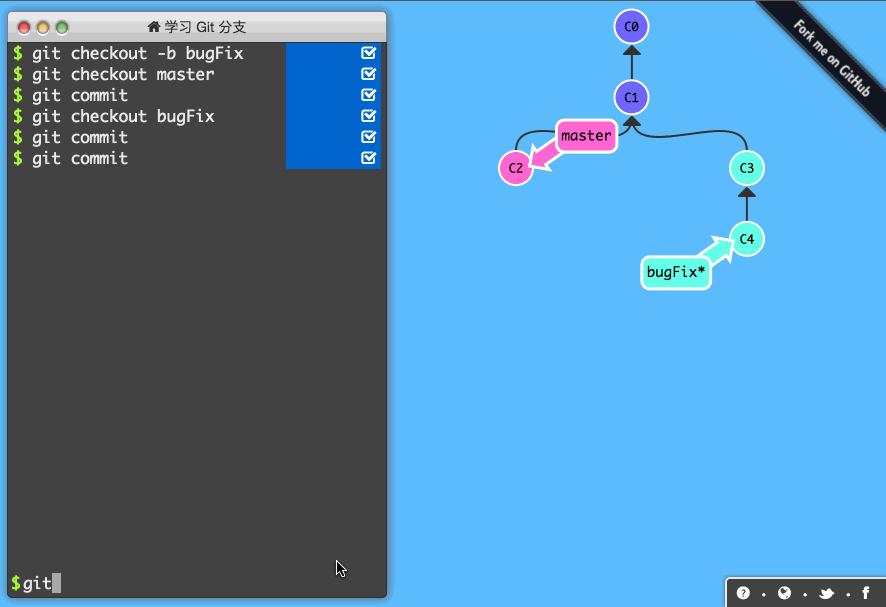 学习 Git 分支
$ git checkout -b bugFix
$ git checkout master
$ git commit
$ git checkout bugFix
$ git commit
$ git commit
$git
C0
C1
master
C2
C3
C4
bugFix*
Fork me on GitHub